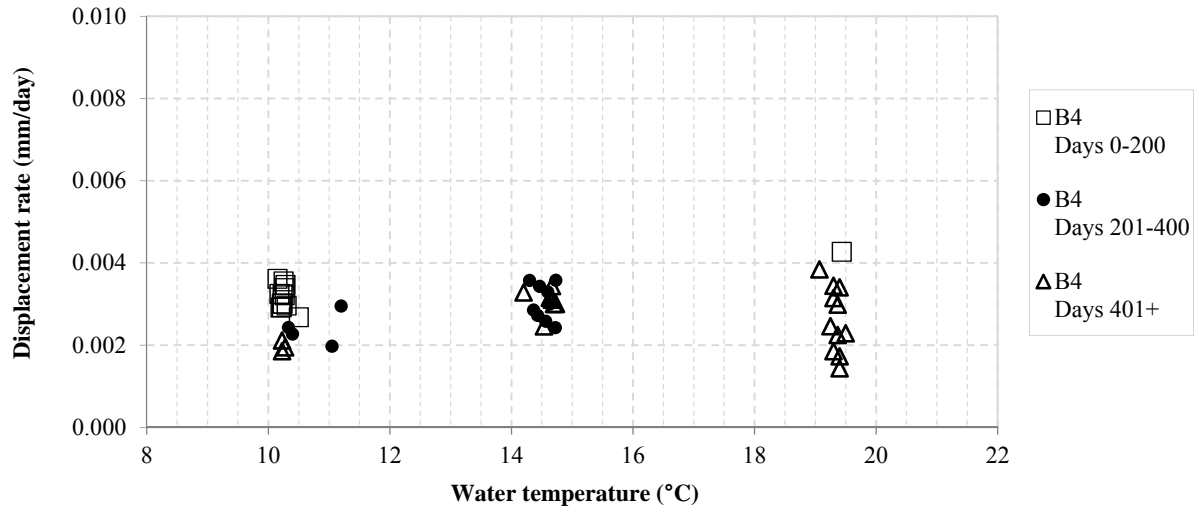 0.010
0.008
0.006
0.004
0.002
0.000
Displacement rate (mm/day)
8 10 12 14 16 18 20 22
Water temperature (°C)
B4
Days 0-200
B4
Days 201-400
B4
Days 401+